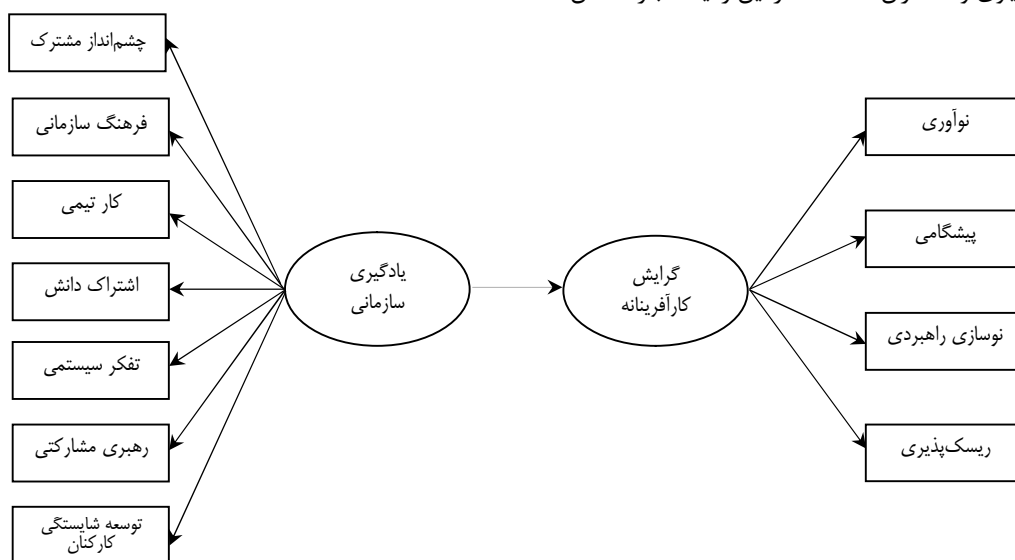 چشم‌انداز مشترک
فرهنگ سازمانی
کار تیمی
اشتراک دانش
تفکر سیستمی
رهبری مشارکتی
توسعه شایستگی
کارکنان
یادگیری
سازمانی
گرایش
کارآفرینانه
نوآوری
پیشگامی
نوسازی راهبردی
ریسک‌پذیری